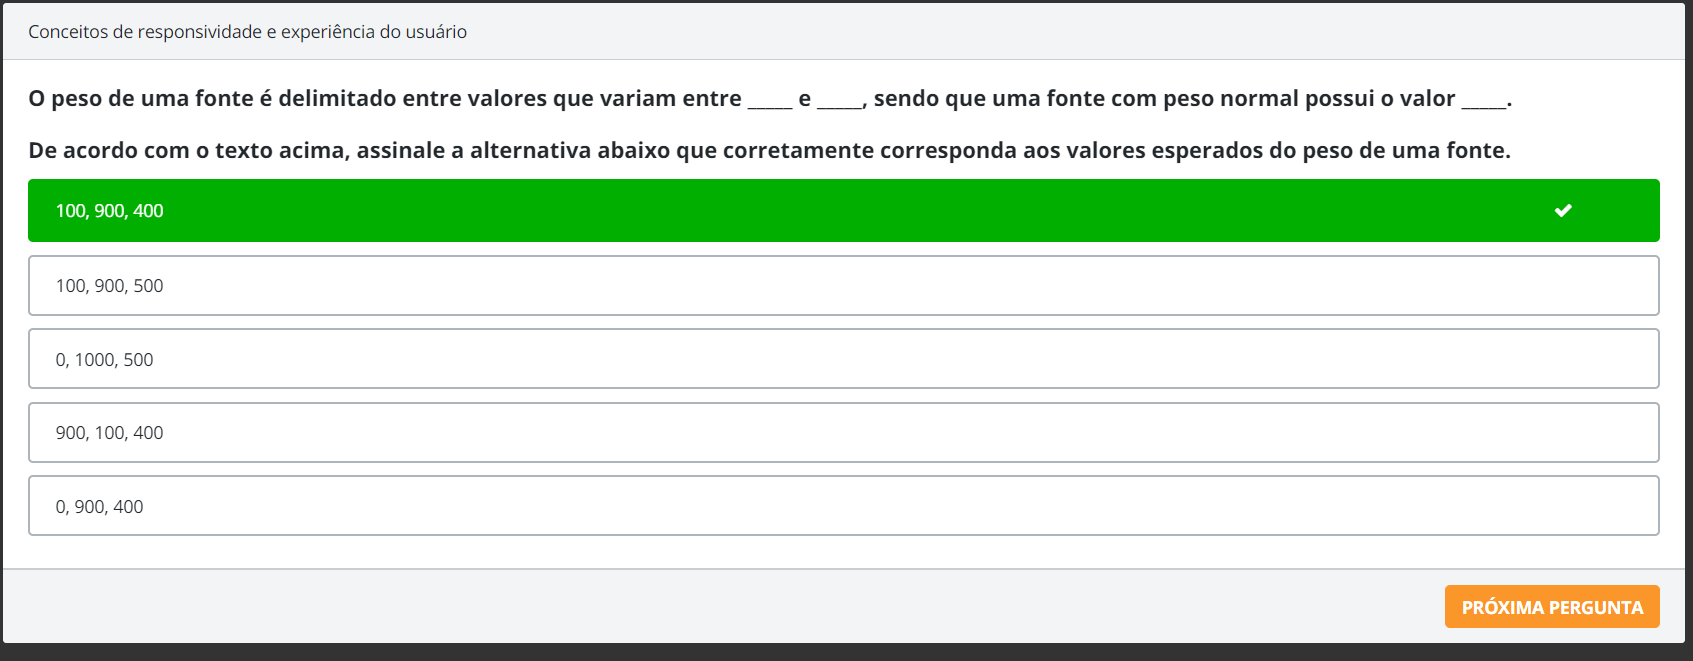 Conceitos de responsividade e experiência do usuário
O peso de uma fonte é delimitado entre valores que variam entre _____ e _____, sendo que uma fonte com peso normal possui o valor _____.
De acordo com o texto acima, assinale a alternativa abaixo que corretamente corresponda aos valores esperados do peso de uma fonte.
100, 900, 400
100, 900, 500
0, 1000, 500
900, 100, 400
0, 900, 400
PRÓXIMA PERGUNTA